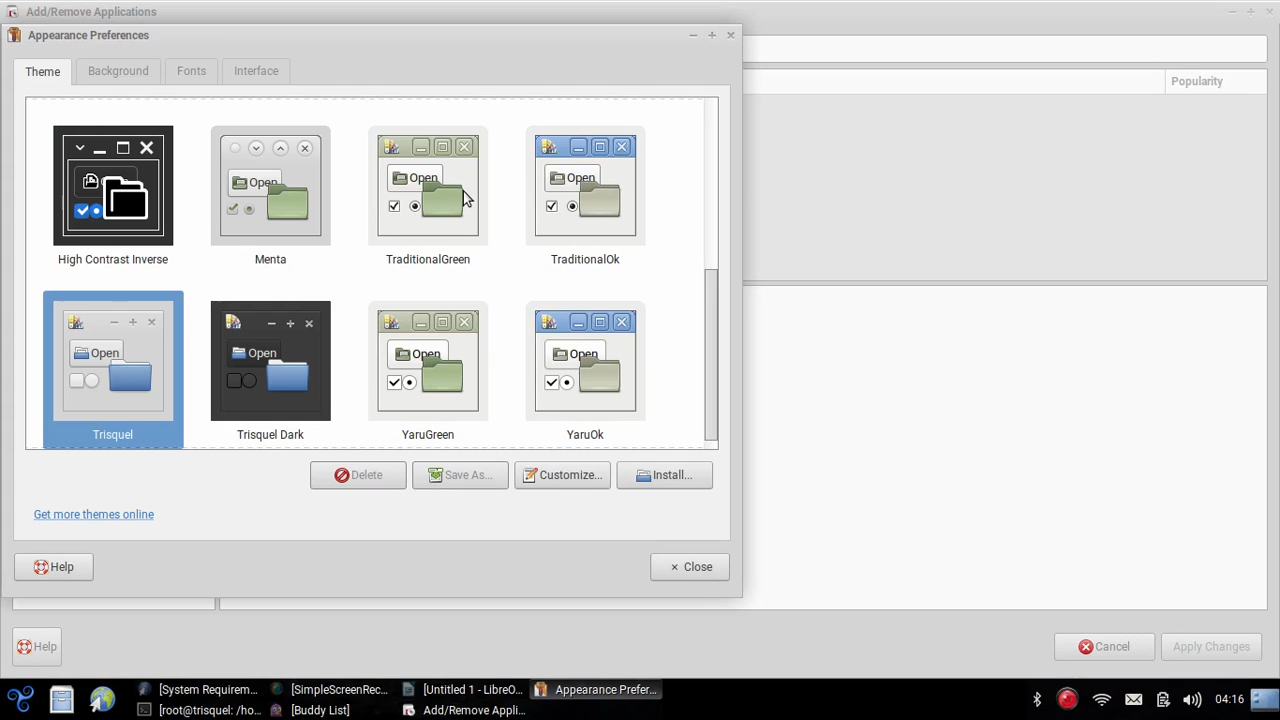 Add/Remove Applications
Appearance Preferences
Theme Background Fonts Interface
Popularity
Open Open Open
High Contrast Inverse Menta TraditionalGreen TraditionalOk
Open Open Open Open
Trisquel Trisquel Dark YaruGreen YaruOk
Delete Save As... Customize... Install...
Get more themes online
Help Close
Help Cancel Apply Changes
[System Requirem... [SimpleScreenRec... [Untitled 1 - LibreO... Appearance Prefer...
[root@trisquel: /ho... [Buddy List] Add/Remove Appli...
04:16